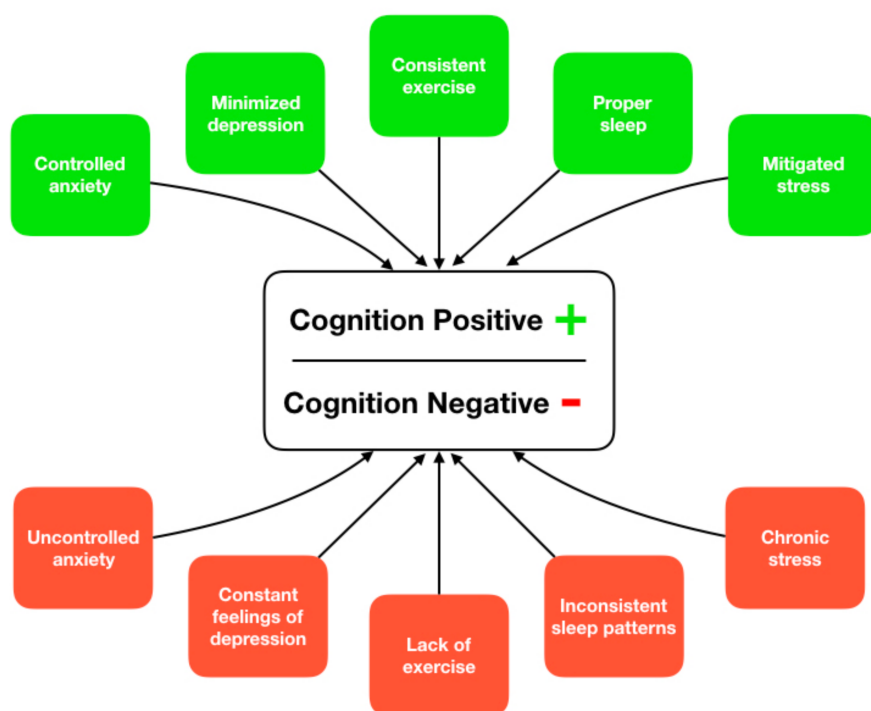 Consistent
exercise
Minimized
depression
Proper
sleep
Controlled
anxiety
Mitigated
stress
Cognition Positive +
Cognition Negative -
Uncontrolled
anxiety
Constant
feelings of
depression
Lack of
exercise
Inconsistent
sleep patterns
Chronic
stress